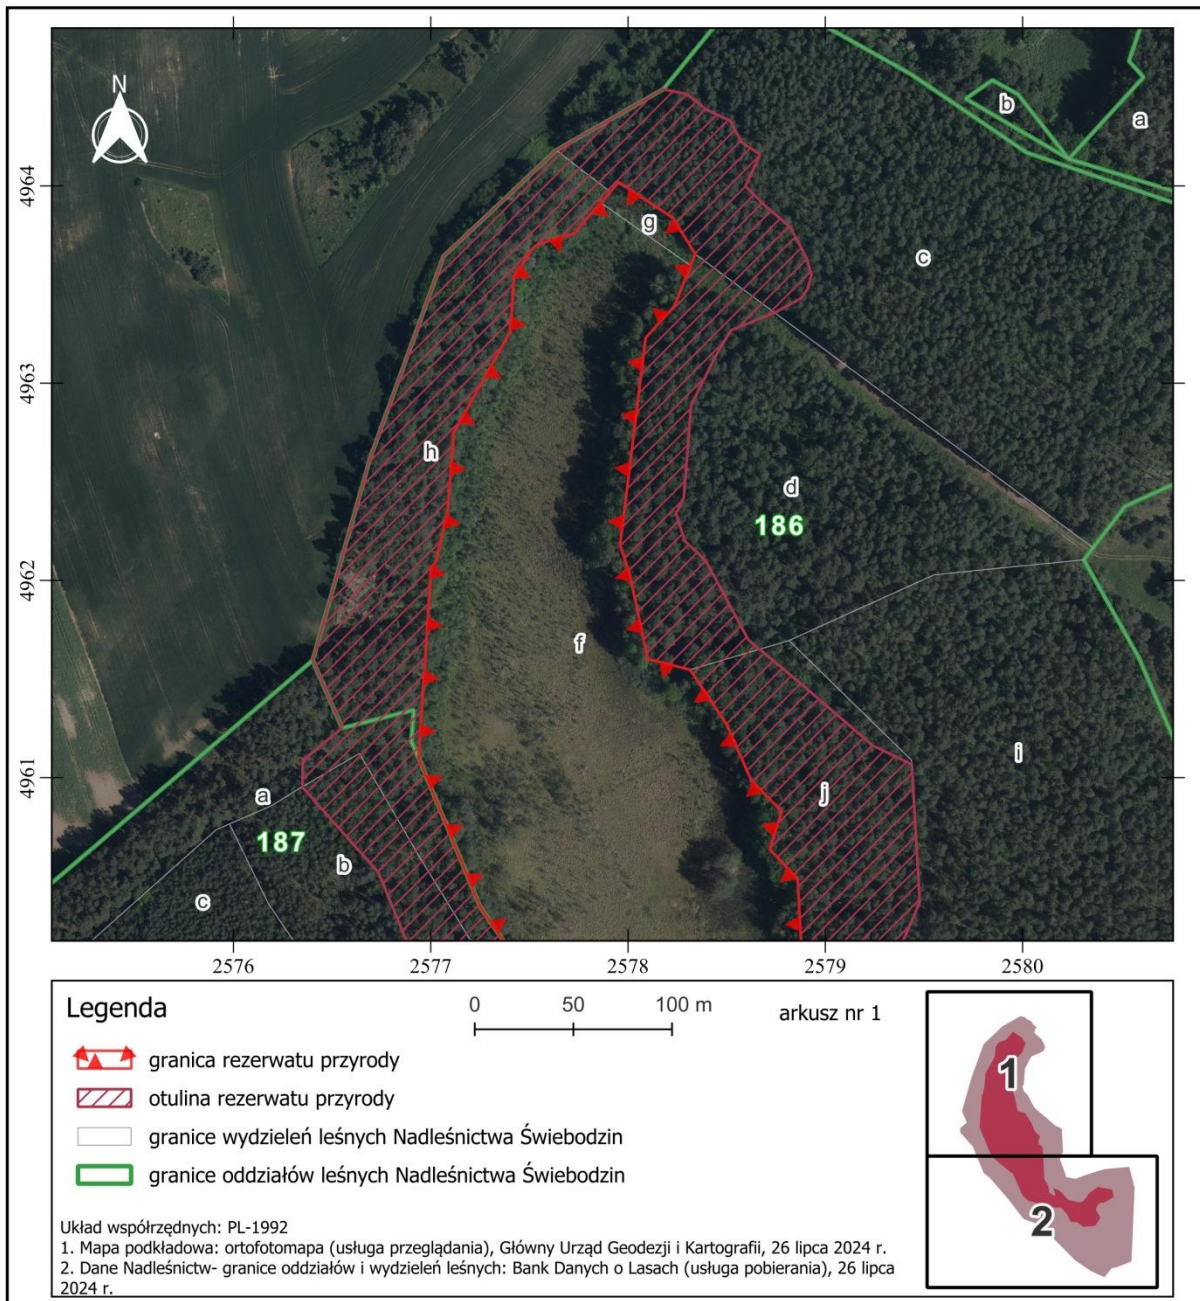 N
b
a
g
c
4964
4963
h
d
186
4962
f
i
4961
a
j
187
b
c
2576
2577
2578
2579
2580
Legenda
0 50 100 m
arkusz nr 1
granica rezerwatu przyrody
otulina rezerwatu przyrody
granice wydzieleń leśnych Nadleśnictwa Świebodzin
granice oddziałów leśnych Nadleśnictwa Świebodzin
1
2
Układ współrzędnych: PL-1992
1. Mapa podkładowa: ortofotomapa (usługa przeglądania), Główny Urząd Geodezji i Kartografii, 26 lipca 2024 r.
2. Dane Nadleśnictw- granice oddziałów i wydzieleń leśnych: Bank Danych o Lasach (usługa pobierania), 26 lipca
2024 r.